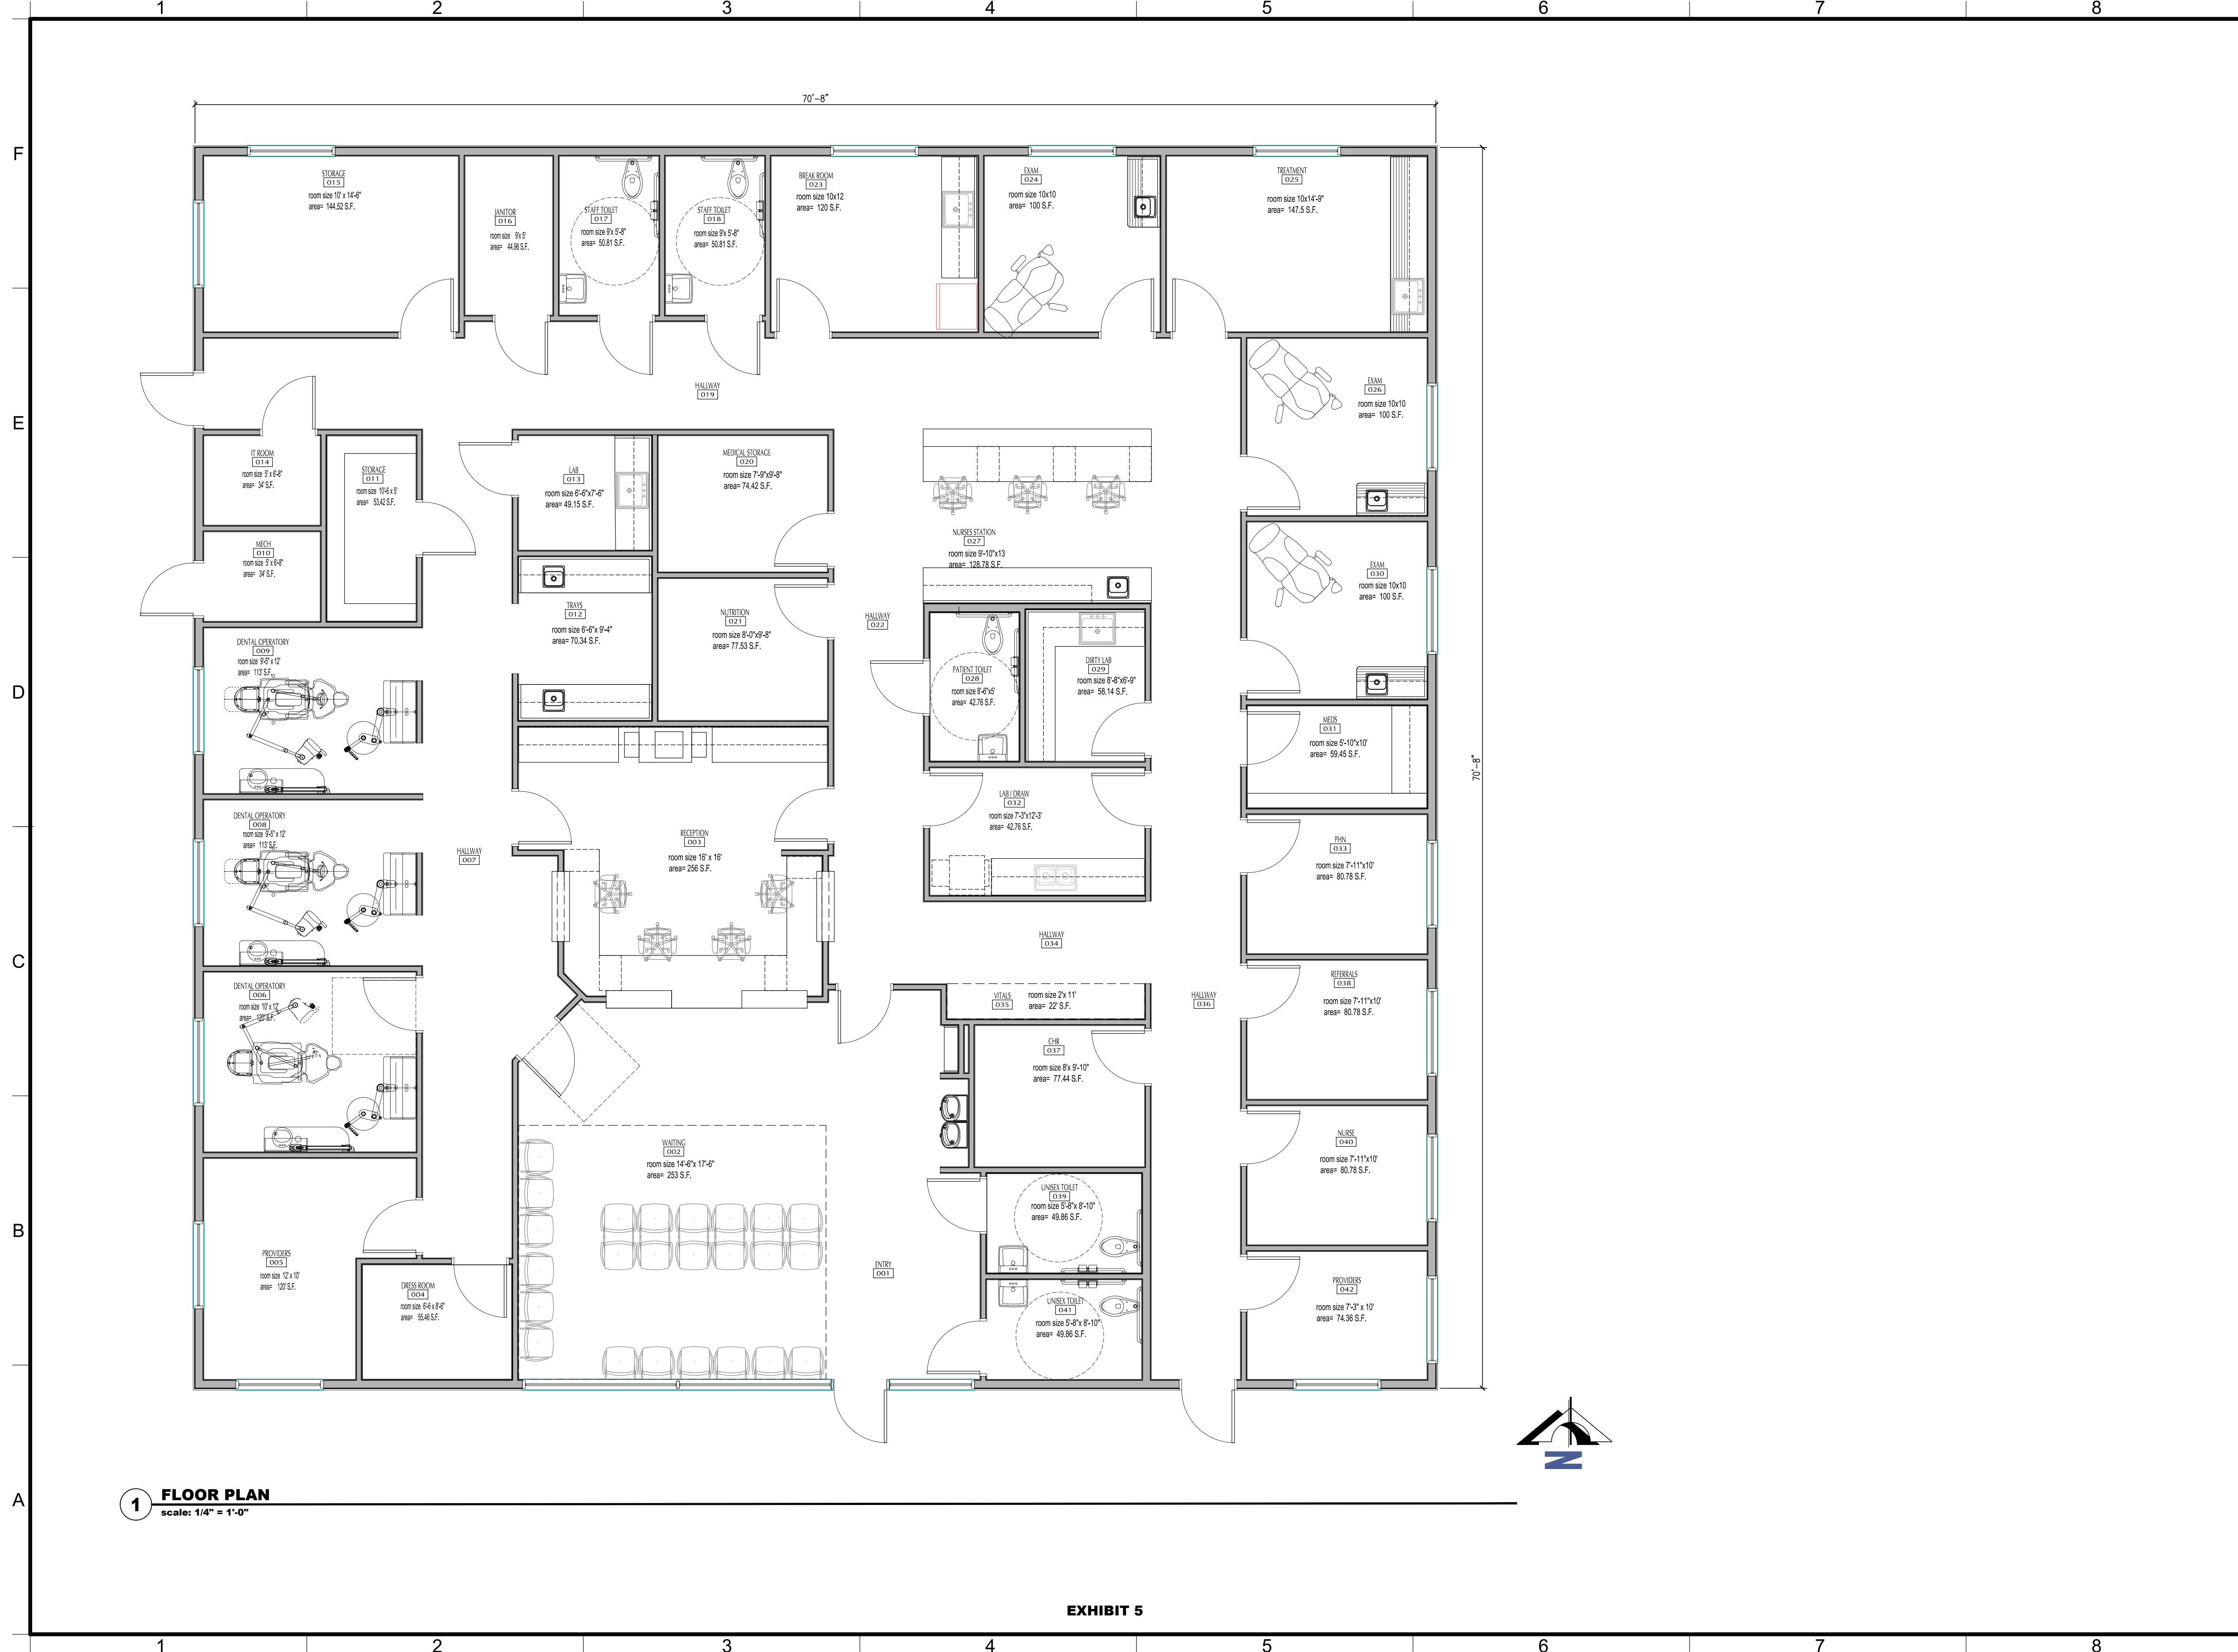 1 2 3 4 5 6 7 8
70'-8"
F
STORAGE
015
room size 10' x 14'-6"
area= 144.52 S.F.
JANITOR
016
room size 9'x 5'
area= 44.96 S.F.
STAFF TOILET
017
room size 9'x 5'-8"
area= 50.81 S.F.
STAFF TOILET
018
room size 9'x 5'-8"
area= 50.81 S.F.
BREAK ROOM
023
room size 10x12
area= 120 S.F.
EXAM
024
room size 10x10
area= 100 S.F.
TREATMENT
025
room size 10x14'-9"
area= 147.5 S.F.
E
HALLWAY
019
EXAM
026
room size 10x10
area= 100 S.F.
IT ROOM
014
room size 5' x 6'-8"
area= 34' S.F.
STORAGE
011
room size 10'-6 x 5'
area= 53.42 S.F.
LAB
013
room size 6'-6"x7'-6"
area= 49.15 S.F.
MEDICAL STORAGE
020
room size 7'-9"x9'-8"
area= 74.42 S.F.
NURSES STATION
027
room size 9'-10"x13
area= 128.78 S.F.
MECH
010
room size 5' x 6'-8"
area= 34' S.F.
EXAM
030
room size 10x10
area= 100 S.F.
TRAYS
012
room size 6'-6"x 9'-4"
area= 70.34 S.F.
NUTRITION
021
room size 8'-0"x9'-8"
area= 77.53 S.F.
HALLWAY
022
D
DENTAL OPERATORY
009
room size 9'-5" x 12'
area= 113' S.F.
PATIENT TOILET
028
room size 8'-6"x5'
area= 42.76 S.F.
DIRTY LAB
029
room size 8'-8"x6'-9"
area= 58.14 S.F.
MEDS
031
room size 5'-10"x10'
area= 59.45 S.F.
70'-8"
DENTAL OPERATORY
008
room size 9'-5" x 12'
area= 113' S.F.
HALLWAY
007
RECEPTION
003
room size 16' x 16'
area= 256 S.F.
LAB / DRAW
032
room size 7'-3"x12'-3'
area= 42.76 S.F.
PHN
033
room size 7'-11"x10'
area= 80.78 S.F.
C
HALLWAY
034
DENTAL OPERATORY
006
room size 10' x 12'
area= 120' S.F.
VITALS
035
room size 2'x 11'
area= 22' S.F.
HALLWAY
036
REFERRALS
038
room size 7'-11"x10'
area= 80.78 S.F.
CHR
037
room size 8'x 9'-10"
area= 77.44 S.F.
B
WAITING
002
room size 14'-6"x 17'-6"
area= 253 S.F.
NURSE
040
room size 7'-11"x10'
area= 80.78 S.F.
UNISEX TOILET
039
room size 5'-8"x 8'-10"
area= 49.86 S.F.
PROVIDERS
005
room size 12' x 10'
area= 120' S.F.
DRESS ROOM
004
room size 6'-6 x 8'-6"
area= 55.46 S.F.
ENTRY
001
UNISEX TOILET
041
room size 5'-8"x 8'-10"
area= 49.86 S.F.
PROVIDERS
042
room size 7'-3" x 10'
area= 74.36 S.F.
N
A
1
FLOOR PLAN
scale: 1/4" = 1'-0"
EXHIBIT 5
1 2 3 4 5 6 7 8